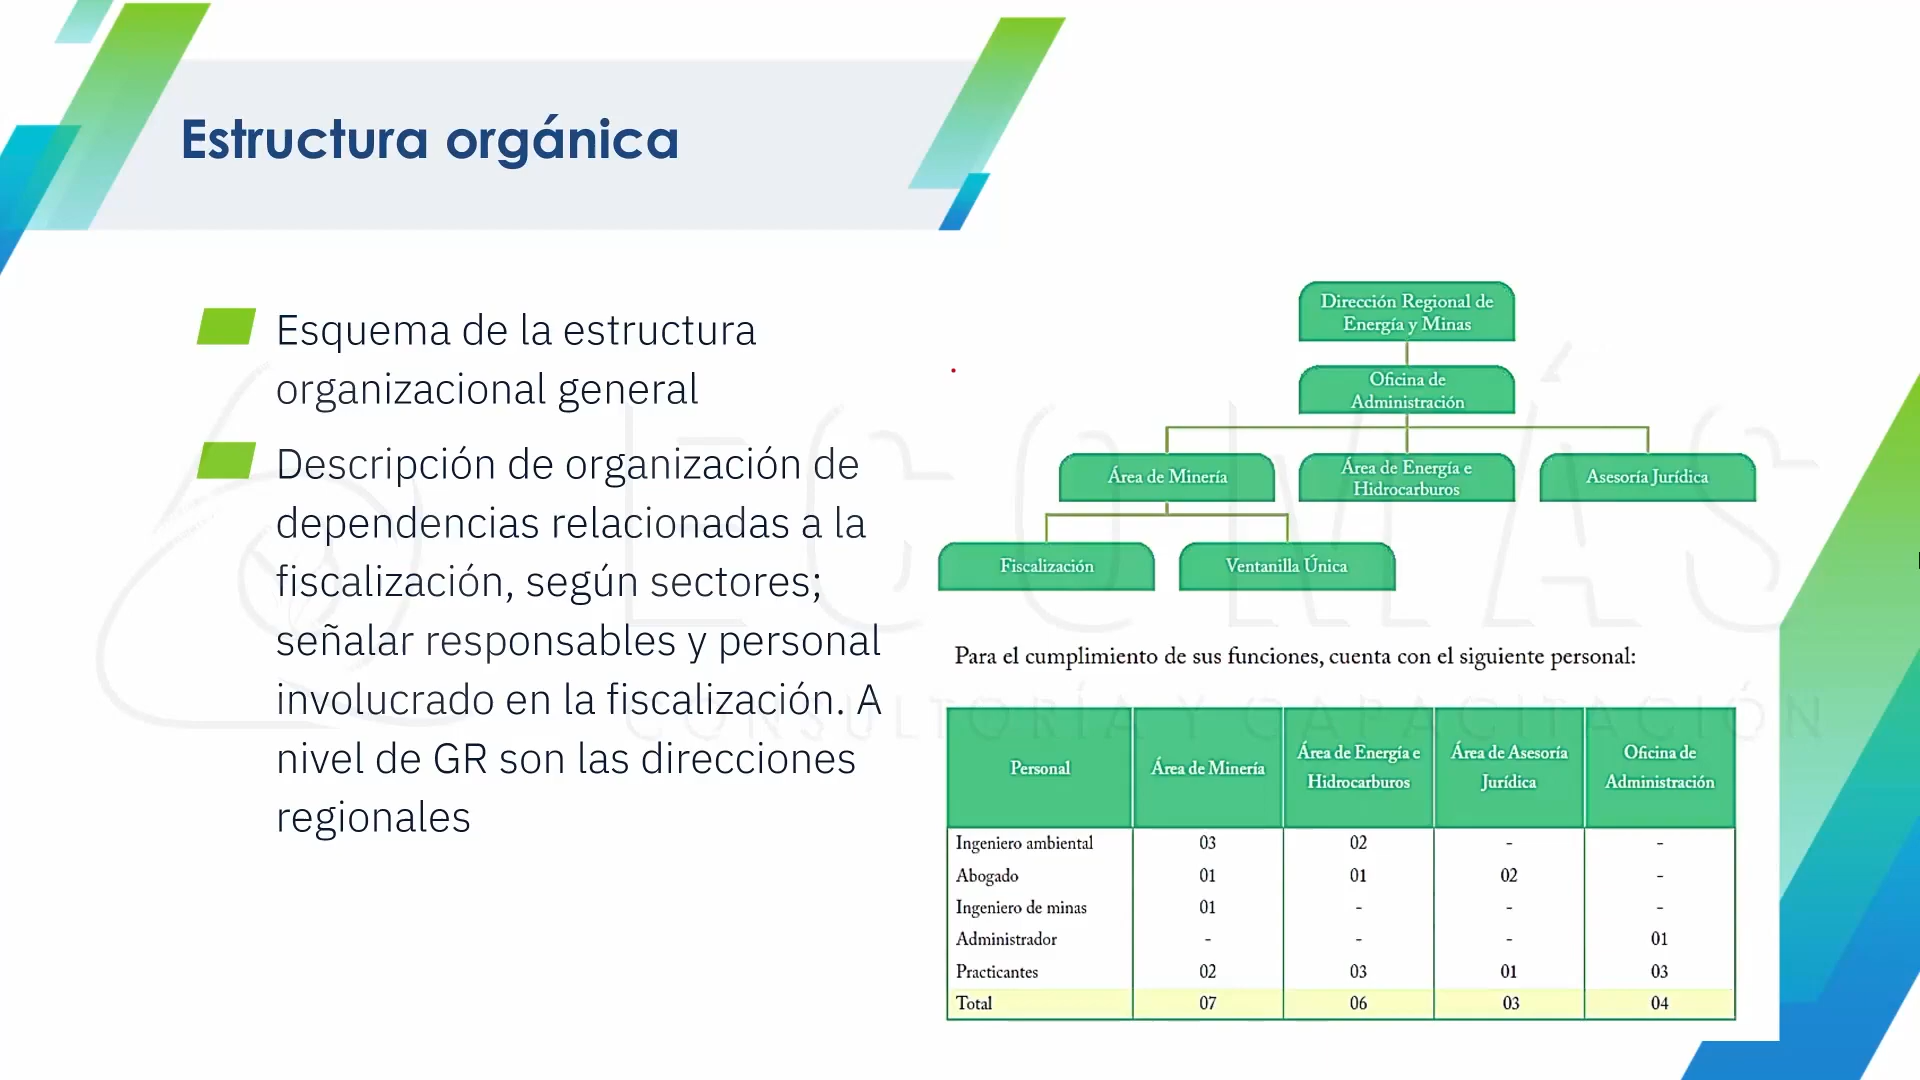 Estructura orgánica
Esquema de la estructura
organizacional general
Descripción de organización de
dependencias relacionadas a la
fiscalización, según sectores;
señalar responsables y personal
involucrado en la fiscalización. A
nivel de GR son las direcciones
regionales
Dirección Regional de
Energía y Minas
Oficina de
Administración
Área de Minería
Área de Energía e
Hidrocarburos
Asesoría Jurídica
Fiscalización
Ventanilla Única
ECOMÁS
CONSULTORÍA Y CAPACITACIÓN
Para el cumplimiento de sus funciones, cuenta con el siguiente personal:
Personal Área de Minería Área de Energía e Hidrocarburos Área de Asesoría Jurídica Oficina de Administración
Ingeniero ambiental 03 02 - -
Abogado 01 01 02 -
Ingeniero de minas 01 - - -
Administrador - - - 01
Practicantes 02 03 01 03
Total 07 06 03 04